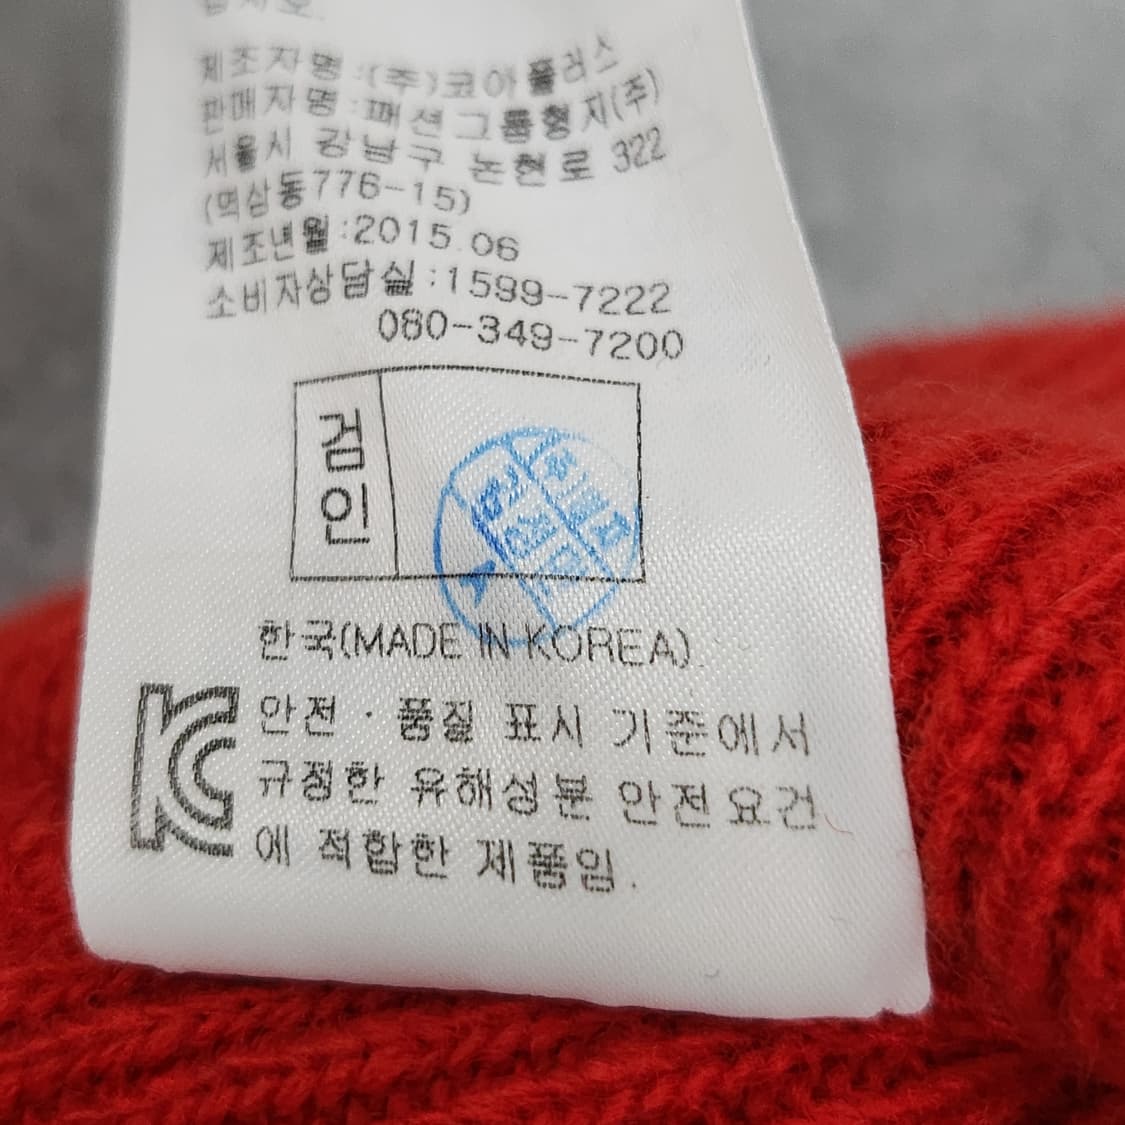 제조자명:(주)코아플러스
판매자명:패션그룹형지(주)
서울시 강남구 논현로 322
(역삼동776-15)
제조년월:2015.06
소비자상담실:1599-7222
080-349-7200
검인
한국(MADE IN KOREA)
안전·품질 표시 기준에서
규정한 유해성분 안전요건
에 적합한 제품임.